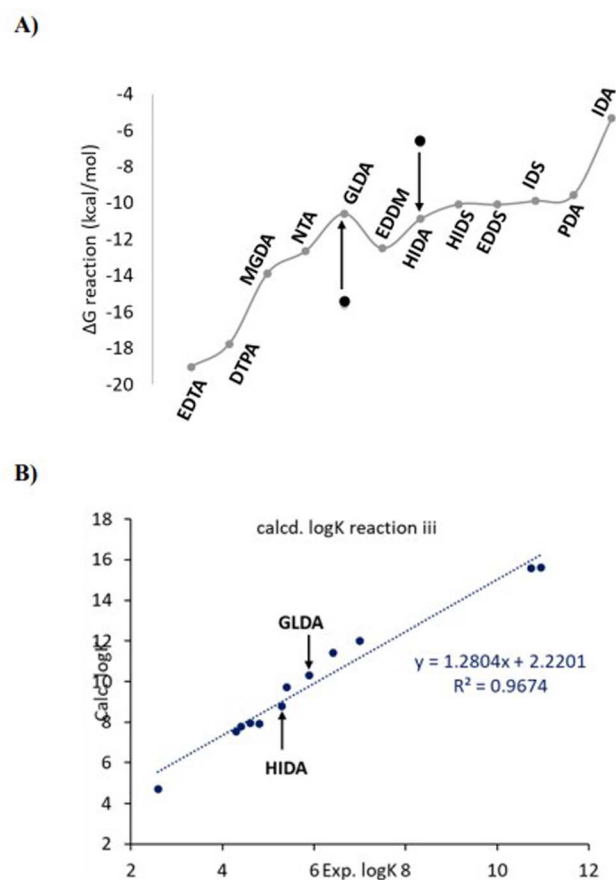 A)
-4
-6
-8
-10
-12
-14
-16
-18
-20
ΔG reaction (kcal/mol)
EDTA
DTPA
MGDA
NTA
GLDA
EDDM
HIDA
HIDS
EDDS
IDS
PDA
IDA
B)
18
16
14
12
10
8
6
4
2
Calcd. logK
calcd. logK reaction iii
GLDA
HIDA
y = 1.2804x + 2.2201
R² = 0.9674
2 4 6 Exp. logK 8 10 12